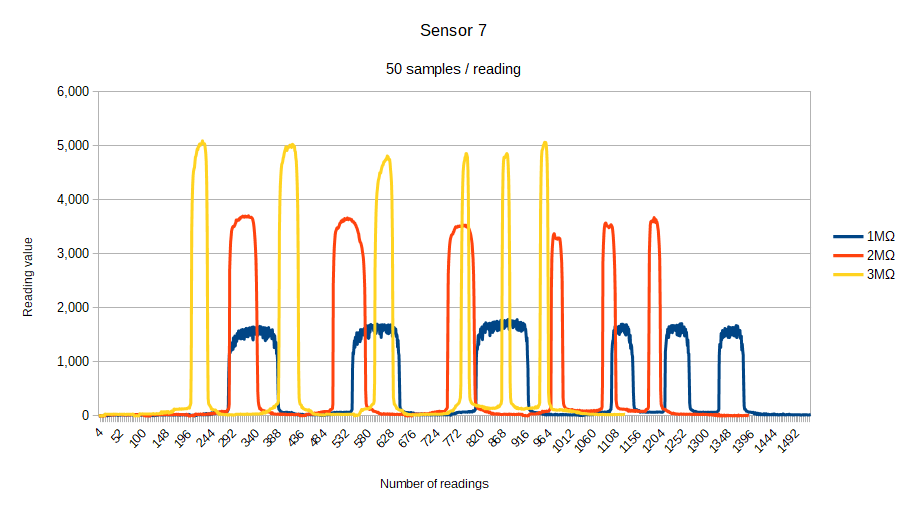 Sensor 7
50 samples / reading
6,000
5,000
4,000
3,000
2,000
1,000
0
Reading value
4 52 100 148 196 244 292 340 388 436 484 532 580 628 676 724 772 820 868 916 964 1012 1060 1108 1156 1204 1252 1300 1348 1396 1444 1492
Number of readings
1MΩ
2MΩ
3MΩ